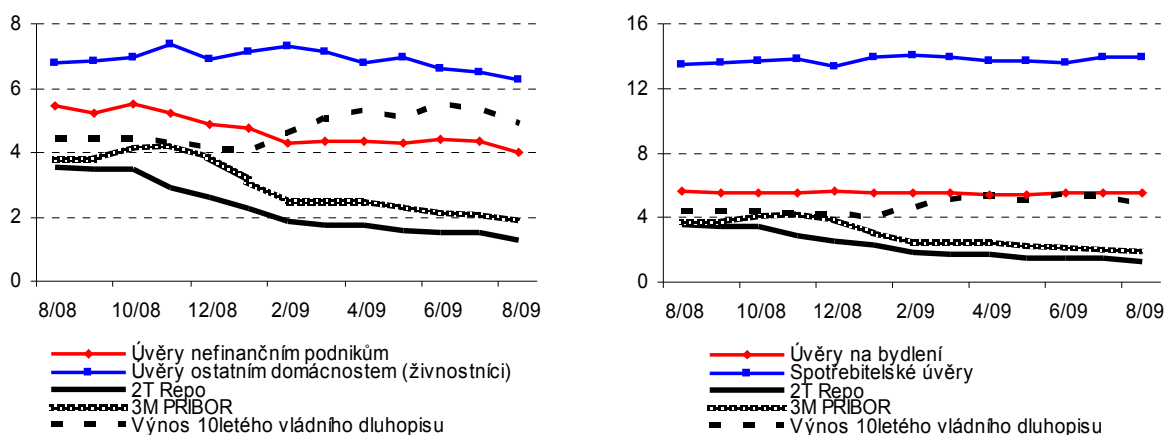 8
6
4
2
0
8/08 10/08 12/08 2/09 4/09 6/09 8/09
Úvěry nefinančním podnikům
Úvěry ostatním domácnostem (živnostníci)
2T Repo
3M PRIBOR
Výnos 10letého vládního dluhopisu
16
12
8
4
0
8/08 10/08 12/08 2/09 4/09 6/09 8/09
Úvěry na bydlení
Spotřebitelské úvěry
2T Repo
3M PRIBOR
Výnos 10letého vládního dluhopisu